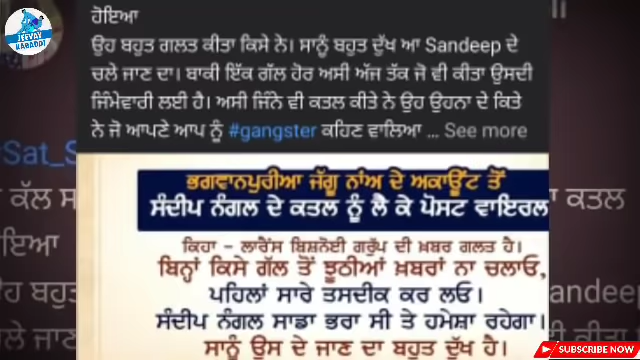 JEEVAY KABADDI
ਹੋਇਆ
ਉਹ ਬਹੁਤ ਗਲਤ ਕੀਤਾ ਕਿਸੇ ਨੇ। ਸਾਨੂੰ ਬਹੁਤ ਦੁੱਖ ਆ Sandeep ਦੇ
ਚਲੇ ਜਾਣ ਦਾ। ਬਾਕੀ ਇੱਕ ਗੱਲ ਹੋਰ ਅਸੀ ਅੱਜ ਤੱਕ ਜੋ ਵੀ ਕੀਤਾ ਉਸਦੀ
ਜਿੰਮੇਵਾਰੀ ਲਈ ਹੈ। ਅਸੀ ਜਿੰਨੇ ਵੀ ਕਤਲ ਕੀਤੇ ਨੇ ਉਹ ਉਹਨਾ ਦੇ ਕਿਤੇ
ਨੇ ਜੋ ਆਪਣੇ ਆਪ ਨੂੰ #gangster ਕਹਿਣ ਵਾਲਿਆ ... See more
ਭਗਵਾਨਪੁਰੀਆ ਜੱਗੂ ਨਾਂਅ ਦੇ ਅਕਾਊਂਟ ਤੋਂ
ਸੰਦੀਪ ਨੰਗਲ ਦੇ ਕਤਲ ਨੂੰ ਲੈ ਕੇ ਪੋਸਟ ਵਾਇਰਲ
ਕਿਹਾ - ਲਾਰੈਂਸ ਬਿਸ਼ਨੋਈ ਗਰੁੱਪ ਦੀ ਖ਼ਬਰ ਗਲਤ ਹੈ।
ਬਿਨ੍ਹਾਂ ਕਿਸੇ ਗੱਲ ਤੋਂ ਝੂਠੀਆਂ ਖ਼ਬਰਾਂ ਨਾ ਚਲਾਓ,
ਪਹਿਲਾਂ ਸਾਰੇ ਤਸਦੀਕ ਕਰ ਲਓ।
ਸੰਦੀਪ ਨੰਗਲ ਸਾਡਾ ਭਰਾ ਸੀ ਤੇ ਹਮੇਸ਼ਾ ਰਹੇਗਾ।
ਸਾਨੂੰ ਉਸ ਦੇ ਜਾਣ ਦਾ ਬਹੁਤ ਦੁੱਖ ਹੈ।
SUBSCRIBE NOW